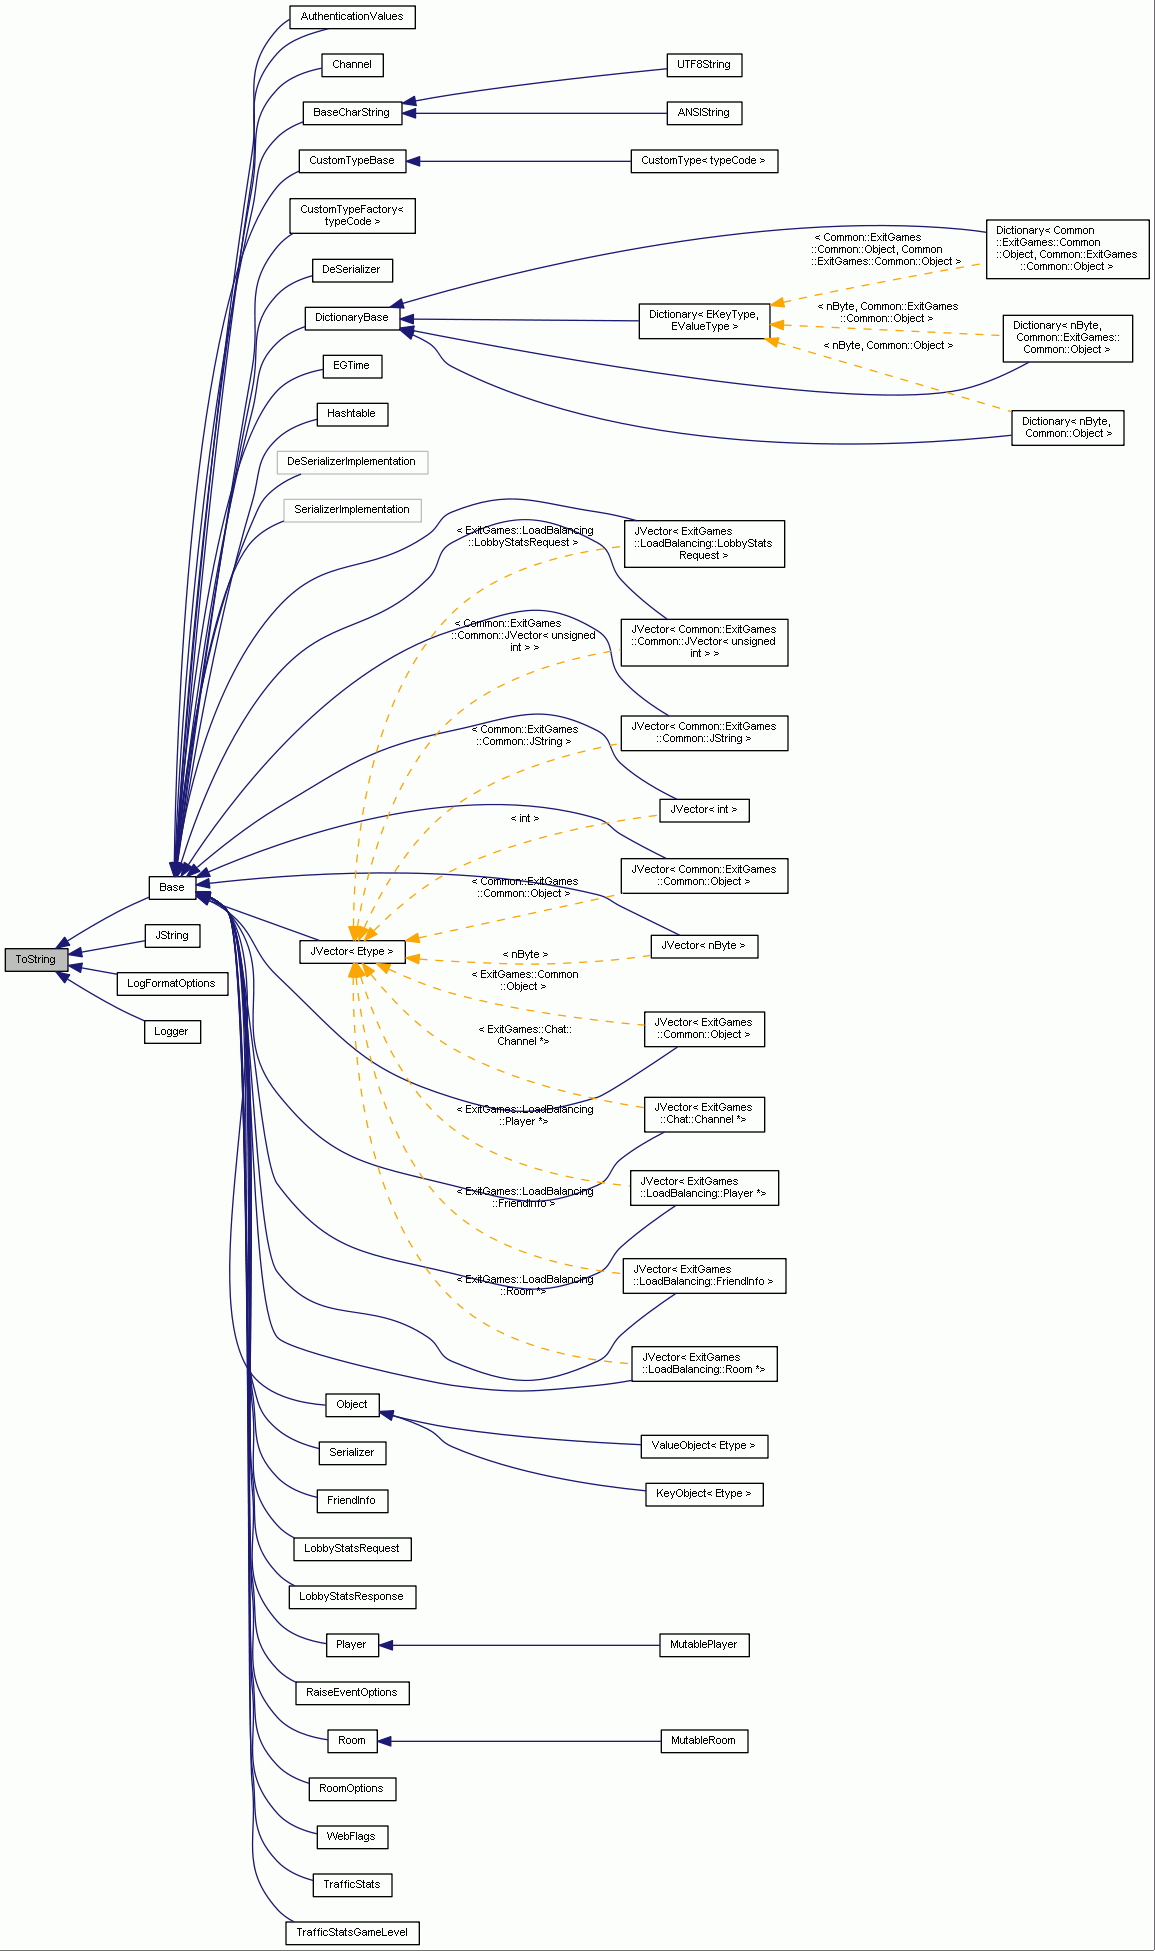 AuthenticationValues
Channel
UTF8String
BaseCharString
ANSIString
CustomTypeBase
CustomType< typeCode >
CustomTypeFactory<
typeCode >
DeSerializer
DictionaryBase
Dictionary< EKeyType,
EValueType >
< Common::ExitGames
::Common::Object, Common
::ExitGames::Common::Object >
Dictionary< Common
::ExitGames::Common
::Object, Common::ExitGames
::Common::Object >
< nByte, Common::ExitGames
::Common::Object >
Dictionary< nByte,
Common::ExitGames::
Common::Object >
< nByte, Common::Object >
Dictionary< nByte,
Common::Object >
EGTime
Hashtable
DeSerializerImplementation
SerializerImplementation
< ExitGames::LoadBalancing
::LobbyStatsRequest >
JVector< ExitGames
::LoadBalancing::LobbyStats
Request >
< Common::ExitGames
::Common::JVector< unsigned
int > >
JVector< Common::ExitGames
::Common::JVector< unsigned
int > >
< Common::ExitGames
::Common::JString >
JVector< Common::ExitGames
::Common::JString >
< int >
JVector< int >
< Common::ExitGames
::Common::Object >
JVector< Common::ExitGames
::Common::Object >
Base
JString
ToString
LogFormatOptions
Logger
JVector< Etype >
< nByte >
JVector< nByte >
< ExitGames::Common
::Object >
JVector< ExitGames
::Common::Object >
< ExitGames::Chat::
Channel *>
JVector< ExitGames
::Chat::Channel *>
< ExitGames::LoadBalancing
::Player *>
JVector< ExitGames
::LoadBalancing::Player *>
< ExitGames::LoadBalancing
::FriendInfo >
JVector< ExitGames
::LoadBalancing::FriendInfo >
< ExitGames::LoadBalancing
::Room *>
JVector< ExitGames
::LoadBalancing::Room *>
Object
ValueObject< Etype >
Serializer
KeyObject< Etype >
FriendInfo
LobbyStatsRequest
LobbyStatsResponse
Player
MutablePlayer
RaiseEventOptions
Room
MutableRoom
RoomOptions
WebFlags
TrafficStats
TrafficStatsGameLevel